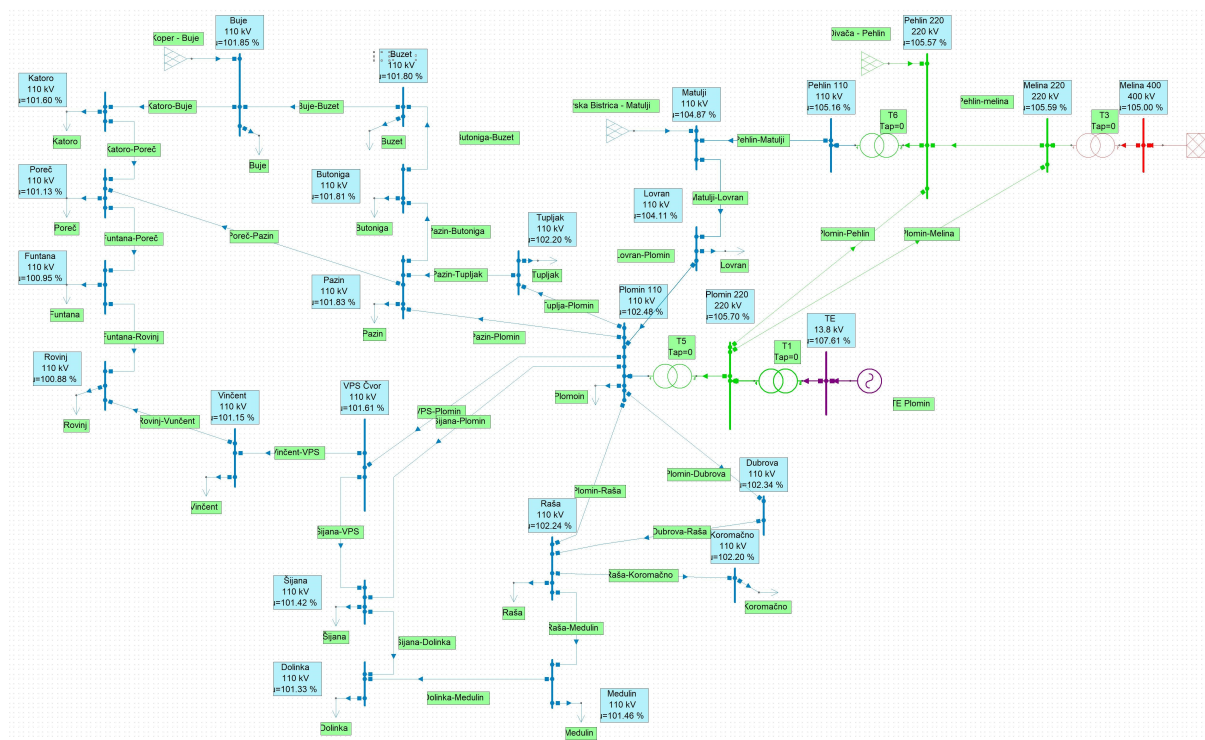 Buje
110 kV
u=101.85 %
Koper - Buje
Buzet
110 kV
u=101.80 %
Katoro
110 kV
u=101.60 %
Katoro-Buje
Buje-Buzet
Katoro
Buje
Buzet
Butoniga-Buzet
Katoro-Poreč
Poreč
110 kV
u=101.13 %
Butoniga
110 kV
u=101.81 %
Poreč
Butoniga
Funtana-Poreč
Poreč-Pazin
Pazin-Butoniga
Tupljak
110 kV
u=102.20 %
Funtana
110 kV
u=100.95 %
Pazin
110 kV
u=101.83 %
Pazin-Tupljak
Tupljak
Tuplja-Plomin
Funtana
Pazin
Pazin-Plomin
Funtana-Rovinj
Rovinj
110 kV
u=100.88 %
Rovinj
Rovinj-Vunčent
Vinčent
110 kV
u=101.15 %
VPS Čvor
110 kV
u=101.61 %
VPS-Plomin
Sijana-Plomin
Vinčent-VPS
Vinčent
Šijana-VPS
Šijana
110 kV
u=101.42 %
Šijana
Sijana-Dolinka
Dolinka
110 kV
u=101.33 %
Dolinka-Medulin
Dolinka
Matulji
110 kV
u=104.87 %
rska Bistrica - Matulji
Pehlin-Matulji
Pehlin 110
110 kV
u=105.16 %
T6
Tap=0
Divača - Pehlin
Pehlin 220
220 kV
u=105.57 %
Pehlin-melina
Melina 220
220 kV
u=105.59 %
T3
Tap=0
Melina 400
400 kV
u=105.00 %
Lovran
110 kV
u=104.11 %
Matulji-Lovran
Lovran-Plomin
Lovran
Plomin-Pehlin
Plomin-Melina
Plomin 110
110 kV
u=102.48 %
Plomin 220
220 kV
u=105.70 %
TE
13.8 kV
u=107.61 %
T5
Tap=0
T1
Tap=0
Plomoin
TE Plomin
Plomin-Dubrova
Dubrova
110 kV
u=102.34 %
Plomin-Raša
Raša
110 kV
u=102.24 %
Dubrova-Raša
Koromačno
110 kV
u=102.20 %
Raša-Koromačno
Raša
Koromačno
Raša-Medulin
Medulin
110 kV
u=101.46 %
Medulin